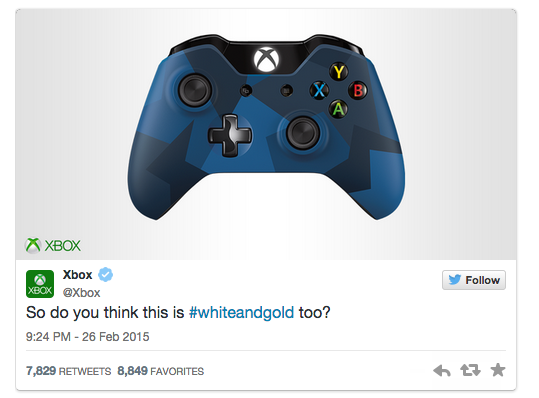 Y
X B
A
XBOX
Xbox
@Xbox
XBOX
Follow
So do you think this is #whiteandgold too?
9:24 PM - 26 Feb 2015
7,829 RETWEETS 8,849 FAVORITES